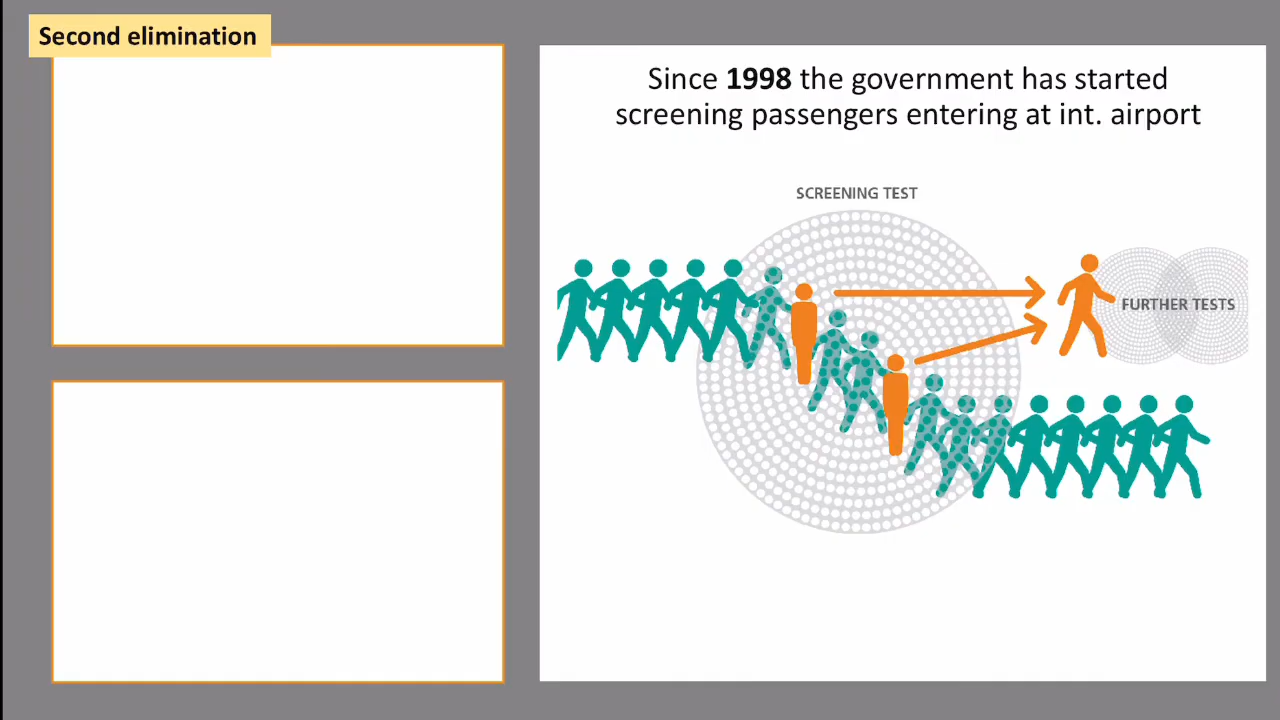 Second elimination
Since 1998 the government has started
screening passengers entering at int. airport
SCREENING TEST
FURTHER TESTS